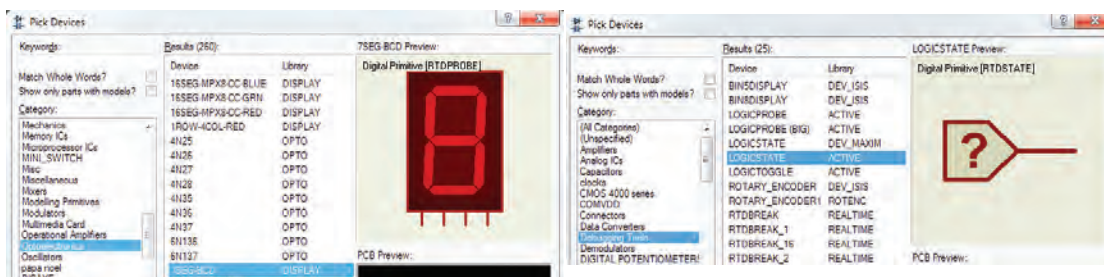 Pick Devices
Keywords:
Match Whole Words?
Show only parts with models?
Category:
Mechanics
Memory ICs
Microprocessor ICs
MINI_SWITCH
Misc
Miscellaneous
Mixers
Modelling Primitives
Modulators
Multimedia Card
Operational Amplifiers
Optoelectronics
Oscillators
papa noel
Results (260):
Device Library
16SEG-MPX8-CC-BLUE DISPLAY
16SEG-MPX8-CC-GRN DISPLAY
16SEG-MPX8-CC-RED DISPLAY
1ROW-4COL-RED DISPLAY
4N25 OPTO
4N26 OPTO
4N27 OPTO
4N28 OPTO
4N35 OPTO
4N36 OPTO
4N37 OPTO
6N136 OPTO
6N137 OPTO
7SEG-BCD DISPLAY
7SEG-BCD Preview:
Digital Primitive [RTDPROBE]
PCB Preview:
Pick Devices
Keywords:
Match Whole Words?
Show only parts with models?
Category:
(All Categories)
(Unspecified)
Amplifiers
Analog ICs
Capacitors
clocks
CMOS 4000 series
COMVDD
Connectors
Data Converters
Debugging Tools
Demodulators
DIGITAL POTENTIOMETER
Results (25):
Device Library
BINSDISPLAY DEV_ISIS
BIN8DISPLAY DEV_ISIS
LOGICPROBE ACTIVE
LOGICPROBE (BIG) ACTIVE
LOGICSTATE DEV_MAXIM
LOGICSTATE ACTIVE
LOGICTOGGLE ACTIVE
ROTARY_ENCODER DEV_ISIS
ROTARY_ENCODER1 ROTENC
RTDBREAK REALTIME
RTDBREAK_1 REALTIME
RTDBREAK_16 REALTIME
RTDBREAK_2 REALTIME
LOGICSTATE Preview:
Digital Primitive [RTDSTATE]
?
PCB Preview: